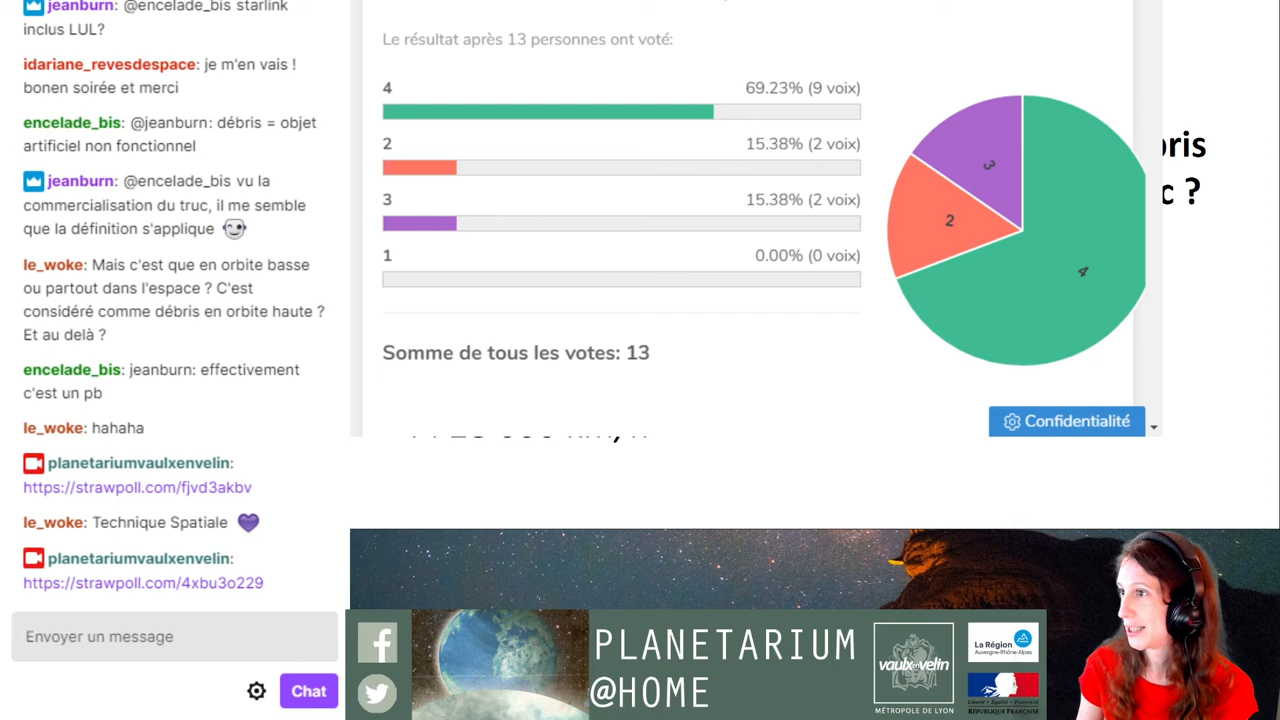 jeanburn: @encelade_bis starlink
inclus LUL?
idariane_revesdespace: je m'en vais !
bonen soirée et merci
encelade_bis: @jeanburn: débris = objet
artificiel non fonctionnel
jeanburn: @encelade_bis vu la
commercialisation du truc, il me semble
que la définition s'applique
le_woke: Mais c'est que en orbite basse
ou partout dans l'espace ? C'est
considéré comme débris en orbite haute ?
Et au delà ?
encelade_bis: jeanburn: effectivement
c'est un pb
le_woke: hahaha
planetariumvaulxenvelin:
https://strawpoll.com/fjvd3akbv
le_woke: Technique Spatiale
planetariumvaulxenvelin:
https://strawpoll.com/4xbu3o229
Envoyer un message
Chat
Le résultat après 13 personnes ont voté:
4 69.23% (9 voix)
2 15.38% (2 voix)
3 15.38% (2 voix)
1 0.00% (0 voix)
Somme de tous les votes: 13
3
2
4
Confidentialité
bris
c ?
PLANETARIUM
@HOME
vaulx en velin
MÉTROPOLE DE LYON
La Région
Auvergne-Rhône-Alpes
Liberté • Égalité • Fraternité
RÉPUBLIQUE FRANÇAISE